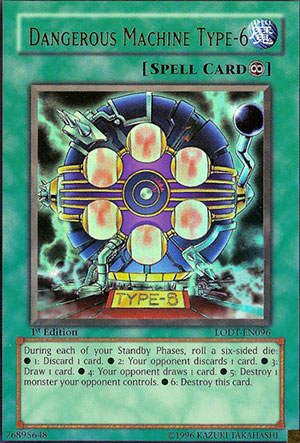 DANGEROUS MACHINE TYPE-6
[SPELL CARD]
TYPE-6
1st Edition
LODT-EN096
During each of your Standby Phases, roll a six-sided die:
● 1: Discard 1 card. ● 2: Your opponent discards 1 card. ● 3:
Draw 1 card. ● 4: Your opponent draws 1 card. ● 5: Destroy 1
monster your opponent controls. ● 6: Destroy this card.
76895648
©1996 KAZUKI TAKAHASHI